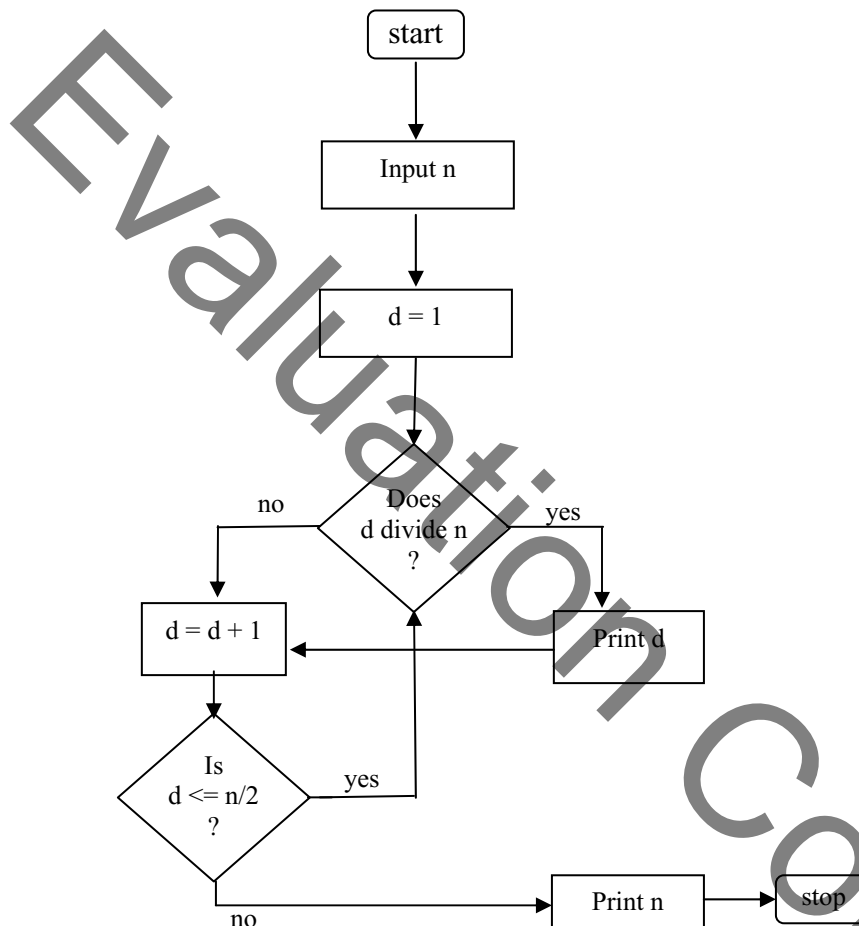 start
Input n
d = 1
Does
d divide n
?
no
yes
d = d + 1
Print d
Is
d <= n/2
?
yes
no
Print n
stop
Evaluation Co